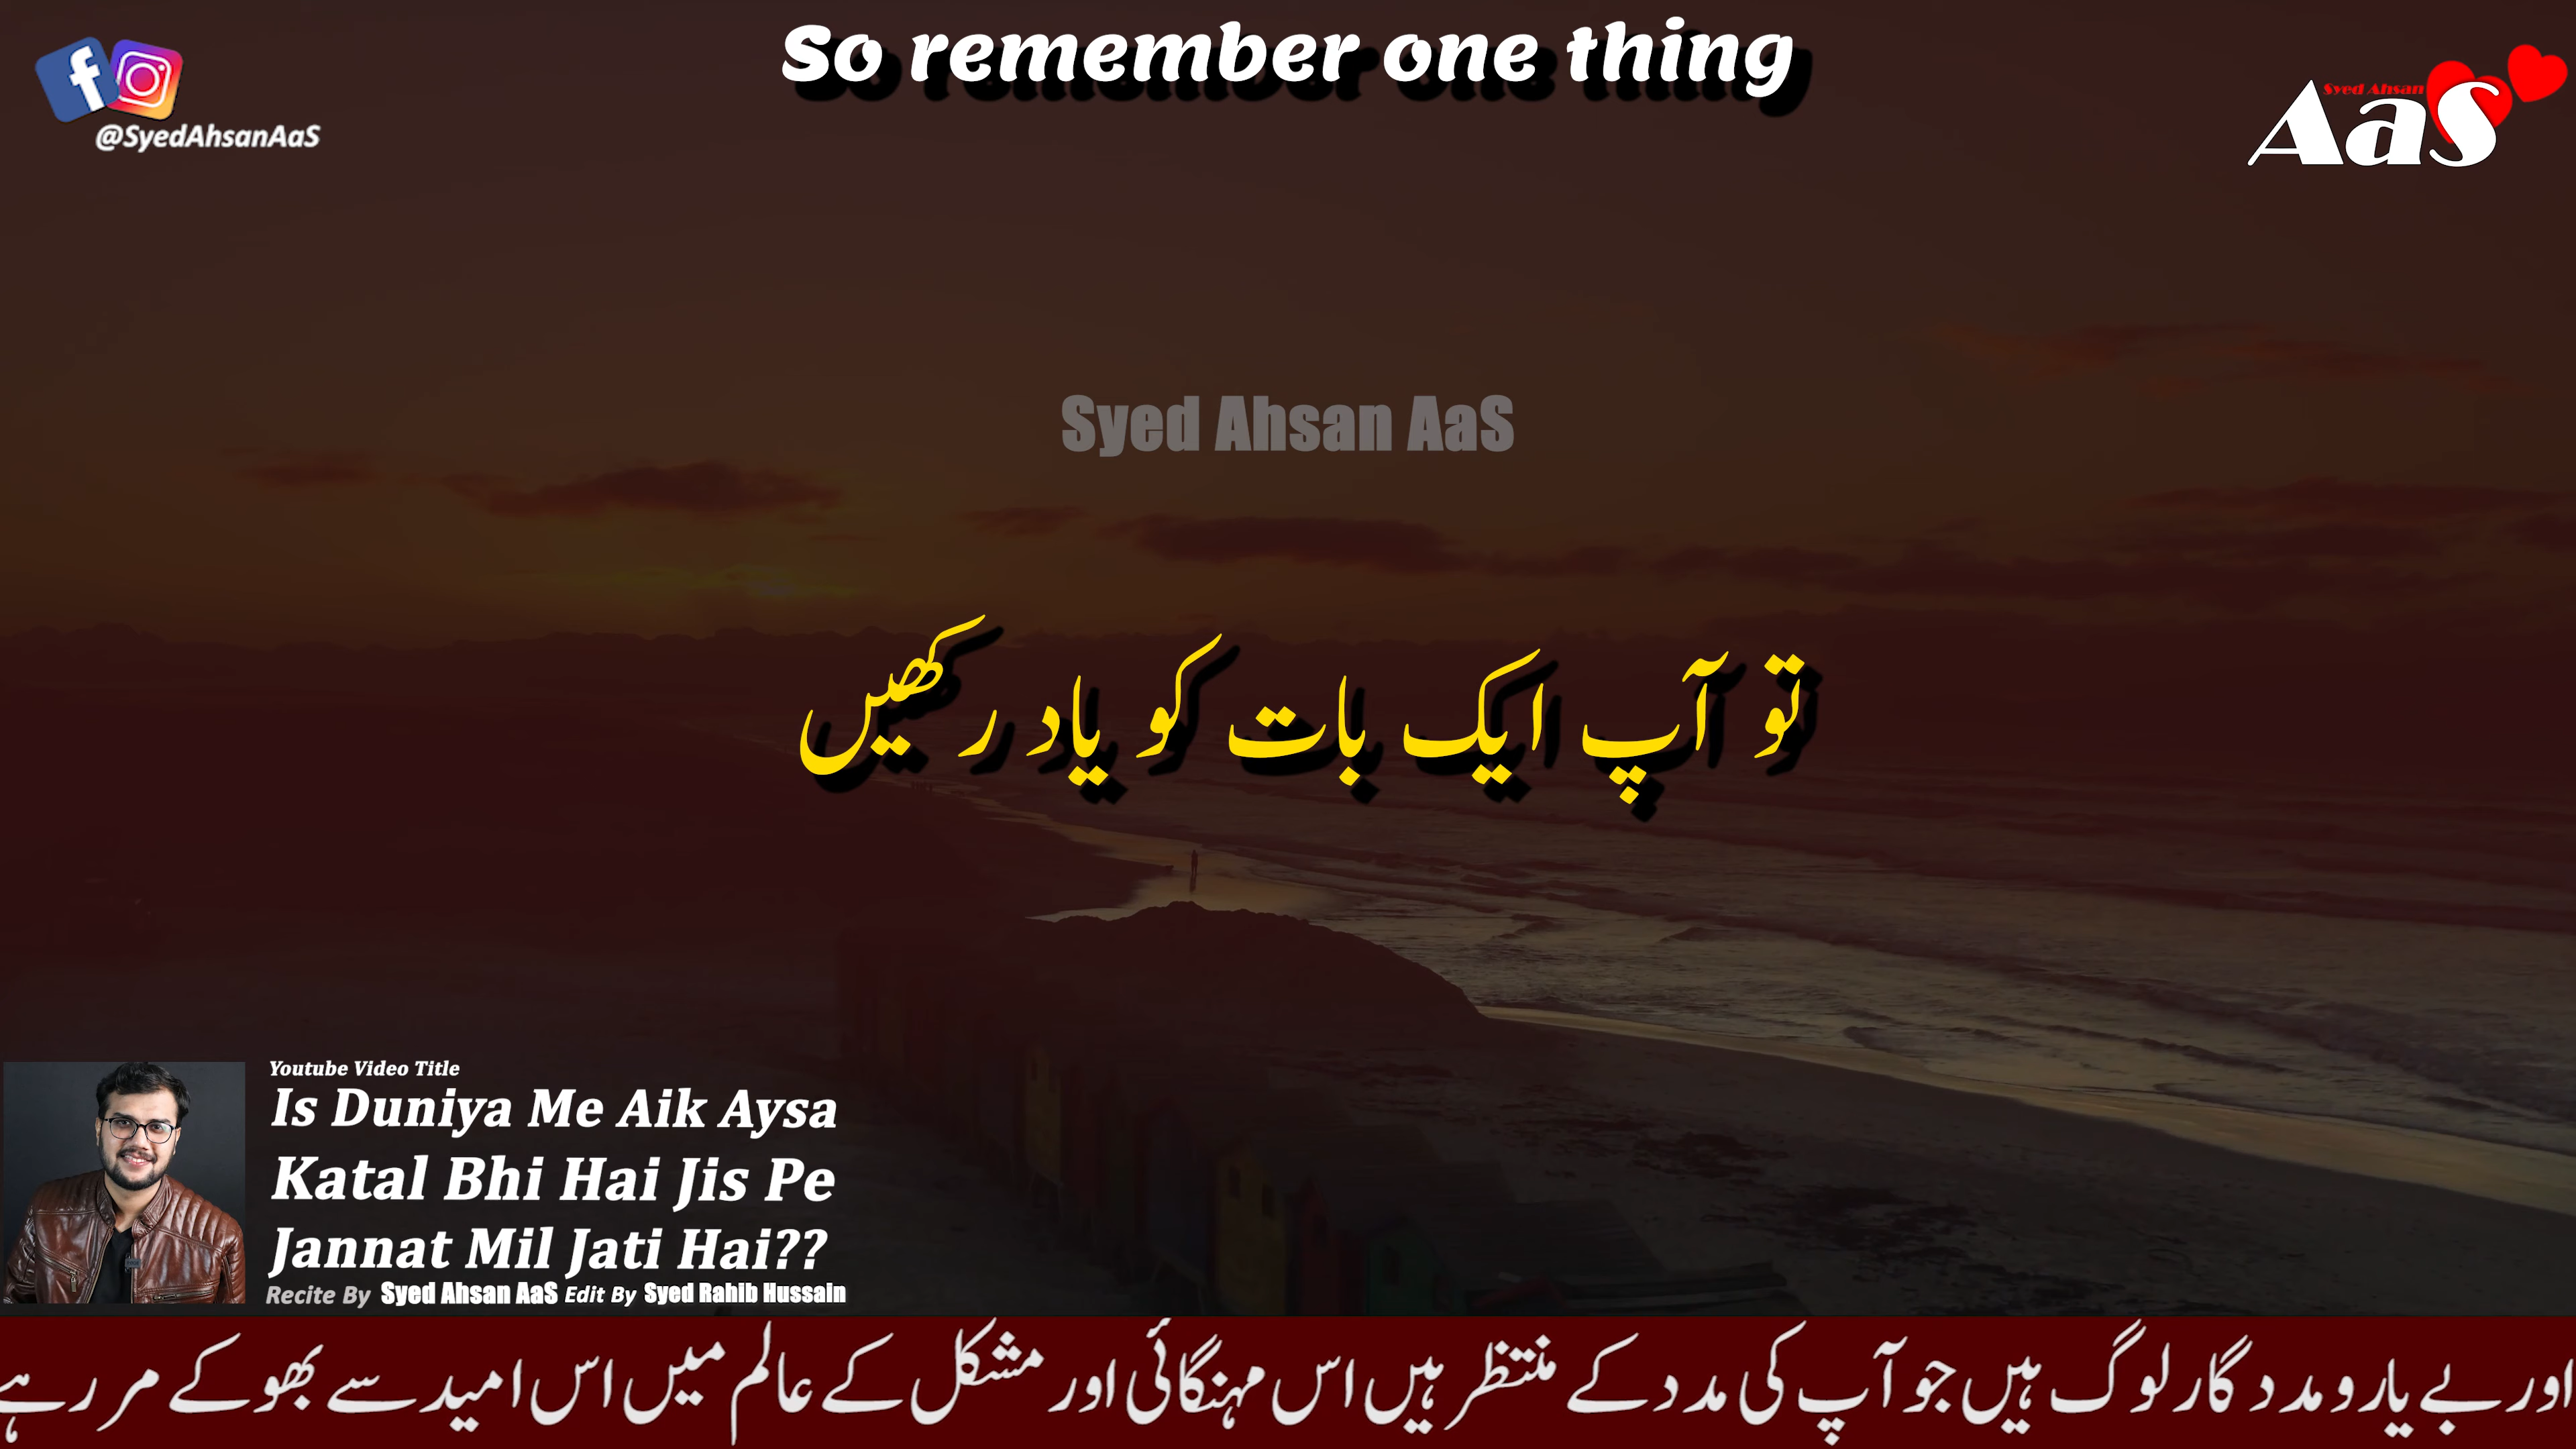 So remember one thing
@SyedAhsanAaS
Syed Ahsan
AaS
Syed Ahsan AaS
تو آپ ایک بات کو یاد رکھیں
Youtube Video Title
Is Duniya Me Aik Aysa
Katal Bhi Hai Jis Pe
Jannat Mil Jati Hai??
Recite By Syed Ahsan AaS Edit By Syed Rahib Hussain
اور بے یارو مددگار لوگ ہیں جو آپ کی مدد کے منتظر ہیں اس مہنگائی اور مشکل کے عالم میں اس امید سے بھوکے مر رہے